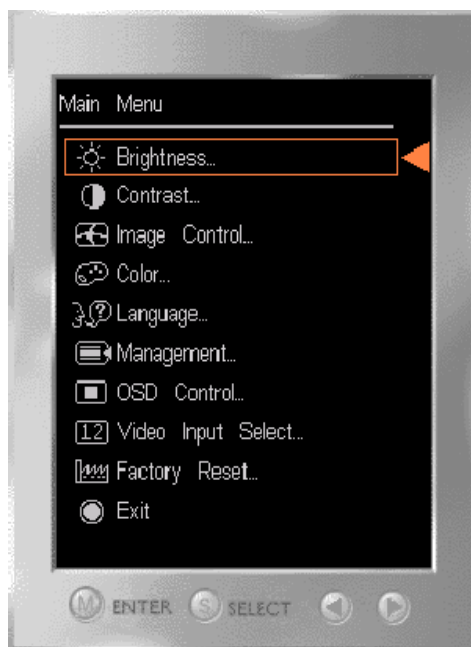 Main Menu
Brightness...
Contrast...
Image Control...
Color...
Language...
Management...
OSD Control...
12 Video Input Select...
Factory Reset...
Exit
M ENTER S SELECT